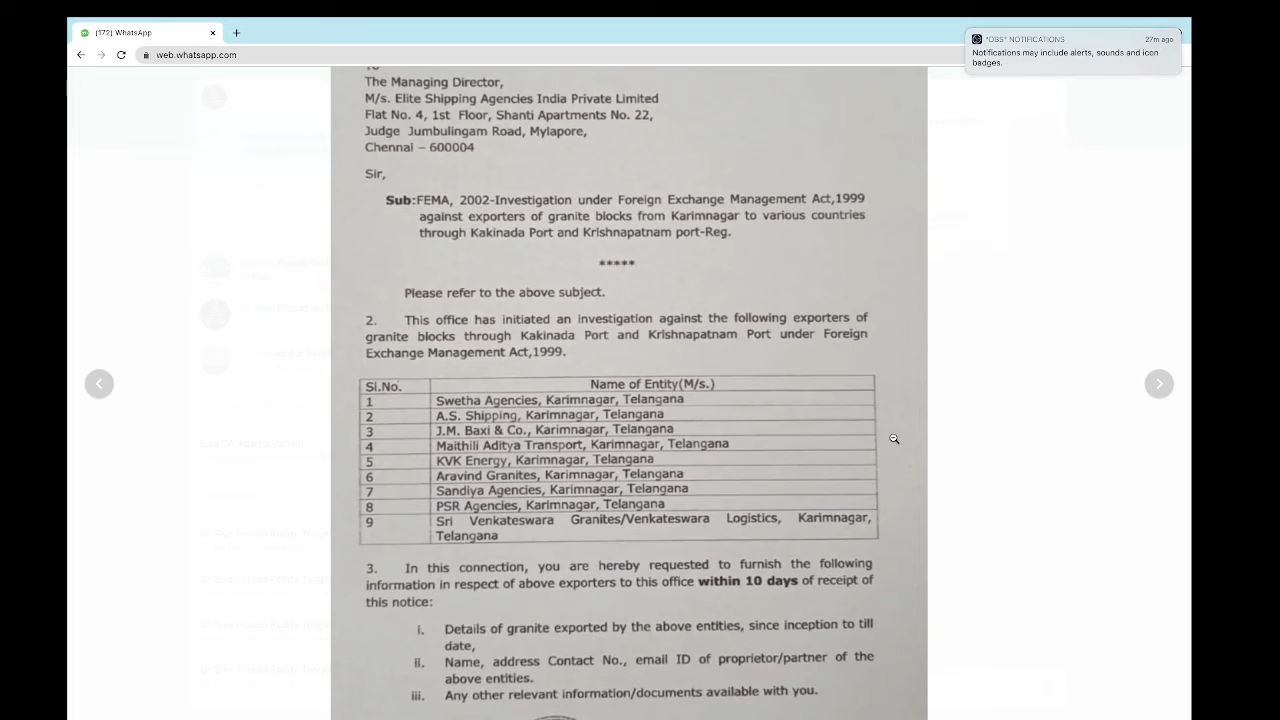 (172) WhatsApp
web.whatsapp.com
"OBS" NOTIFICATIONS
27m ago
Notifications may include alerts, sounds and icon
badges.
To
The Managing Director,
M/s. Elite Shipping Agencies India Private Limited
Flat No. 4, 1st Floor, Shanti Apartments No. 22,
Judge Jumbulingam Road, Mylapore,
Chennai – 600004
Sir,
Sub:FEMA, 2002-Investigation under Foreign Exchange Management Act,1999
against exporters of granite blocks from Karimnagar to various countries
through Kakinada Port and Krishnapatnam port-Reg.
*****
Please refer to the above subject.
2. This office has initiated an investigation against the following exporters of
granite blocks through Kakinada Port and Krishnapatnam Port under Foreign
Exchange Management Act,1999.
Sl.No. Name of Entity(M/s.)
1 Swetha Agencies, Karimnagar, Telangana
2 A.S. Shipping, Karimnagar, Telangana
3 J.M. Baxi & Co., Karimnagar, Telangana
4 Maithili Aditya Transport, Karimnagar, Telangana
5 KVK Energy, Karimnagar, Telangana
6 Aravind Granites, Karimnagar, Telangana
7 Sandiya Agencies, Karimnagar, Telangana
8 PSR Agencies, Karimnagar, Telangana
9 Sri Venkateswara Granites/Venkateswara Logistics, Karimnagar,
Telangana
3. In this connection, you are hereby requested to furnish the following
information in respect of above exporters to this office within 10 days of receipt of
this notice:
i. Details of granite exported by the above entities, since inception to till
date,
ii. Name, address Contact No., email ID of proprietor/partner of the
above entities.
iii. Any other relevant information/documents available with you.